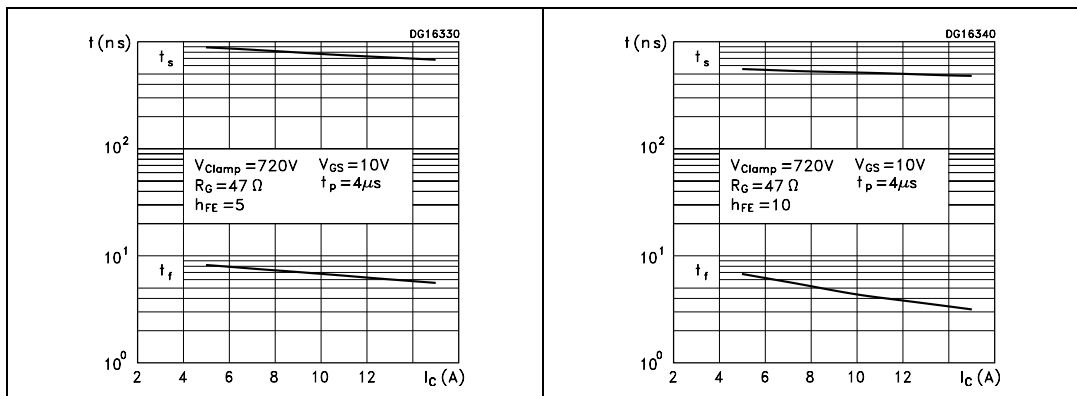 DG16330
t(ns)
t_s
10^2
V_Clamp=720V V_GS=10V
R_G=47 Ω t_p=4μs
h_FE=5
10^1
t_f
10^0
2 4 6 8 10 12 I_C(A)
DG16340
t(ns)
t_s
10^2
V_Clamp=720V V_GS=10V
R_G=47 Ω t_p=4μs
h_FE=10
10^1
t_f
10^0
2 4 6 8 10 12 I_C(A)